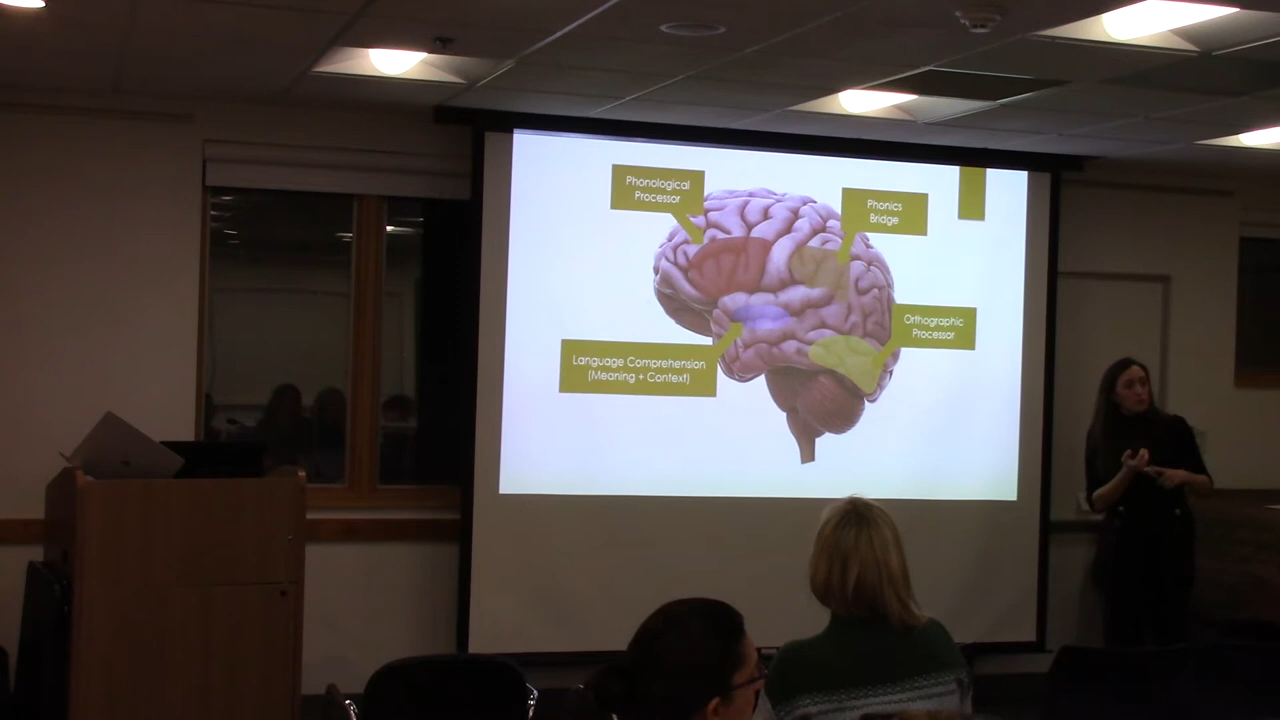 Phonological
Processor
Phonics
Bridge
Orthographic
Processor
Language Comprehension
(Meaning + Context)